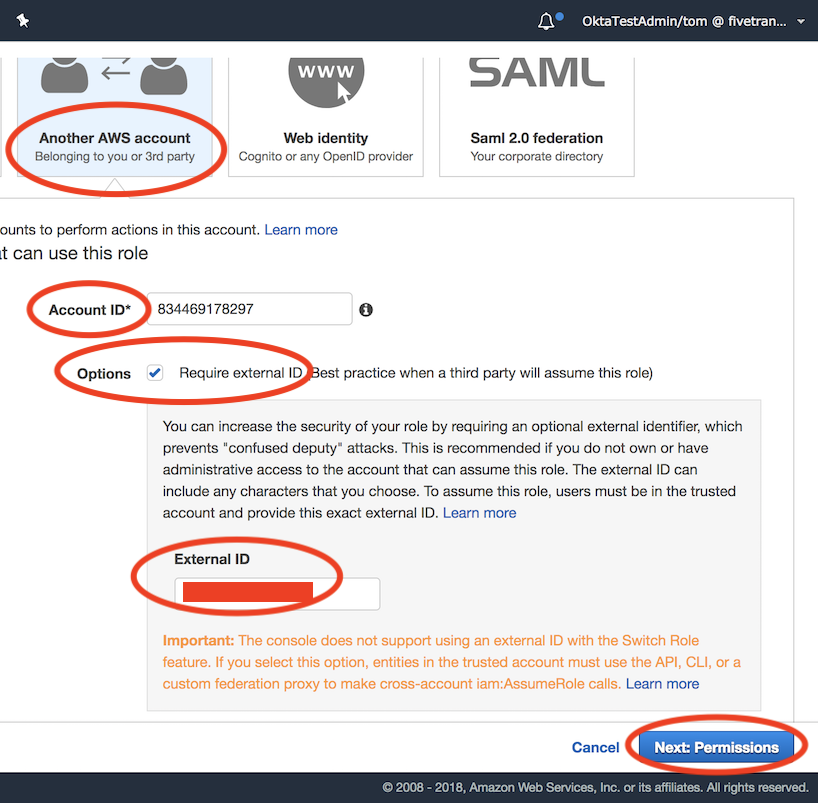 OktaTestAdmin/tom @ fivetran...
www
SAML
Another AWS account
Belonging to you or 3rd party
Web identity
Cognito or any OpenID provider
Saml 2.0 federation
Your corporate directory
ounts to perform actions in this account. Learn more
t can use this role
Account ID* 834469178297
Options Require external ID (Best practice when a third party will assume this role)
You can increase the security of your role by requiring an optional external identifier, which
prevents "confused deputy" attacks. This is recommended if you do not own or have
administrative access to the account that can assume this role. The external ID can
include any characters that you choose. To assume this role, users must be in the trusted
account and provide this exact external ID. Learn more
External ID
Important: The console does not support using an external ID with the Switch Role
feature. If you select this option, entities in the trusted account must use the API, CLI, or a
custom federation proxy to make cross-account iam:AssumeRole calls. Learn more
Cancel Next: Permissions
© 2008 - 2018, Amazon Web Services, Inc. or its affiliates. All rights reserved.